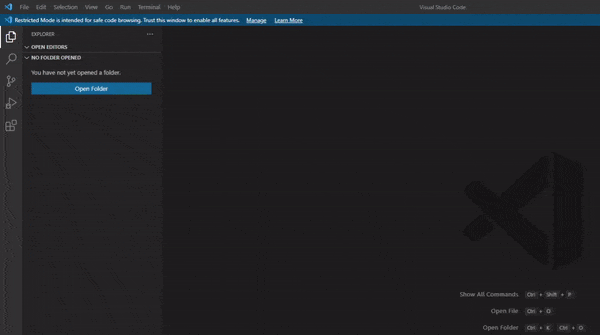 File Edit Selection View Go Run Terminal Help Visual Studio Code
Restricted Mode is intended for safe code browsing. Trust this window to enable all features. Manage Learn More
EXPLORER ...
OPEN EDITORS
NO FOLDER OPENED
You have not yet opened a folder.
Open Folder
Show All Commands Ctrl + Shift + P
Open File Ctrl + O
Open Folder Ctrl + K Ctrl + O